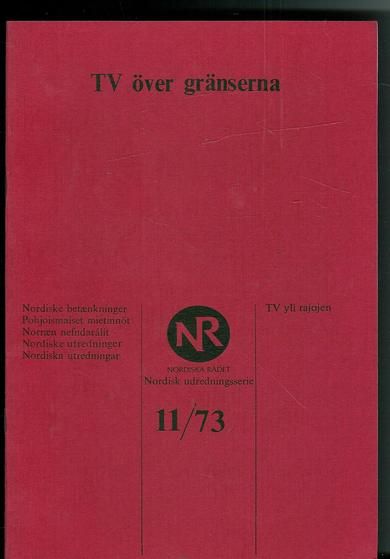 TV över gränserna
Nordiske betænkninger
Pohjoismaiset mietinnöt
Norræn nefndarálit
Nordiske utredninger
Nordiska utredningar
NR
NORDISKA RÅDET
Nordisk udredningsserie
11/73
TV yli rajojen